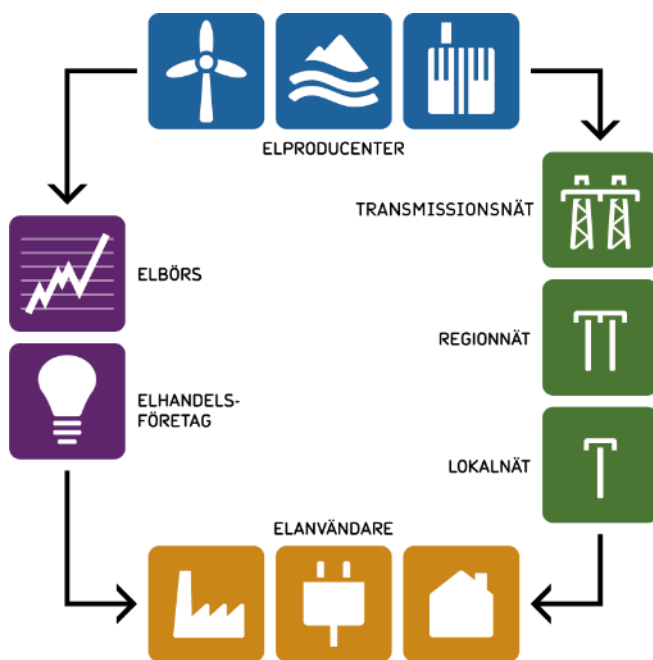 ELPRODUCENTER
TRANSMISSIONSNÄT
ELBÖRS
REGIONNÄT
ELHANDELS-
FÖRETAG
LOKALNÄT
ELANVÄNDARE